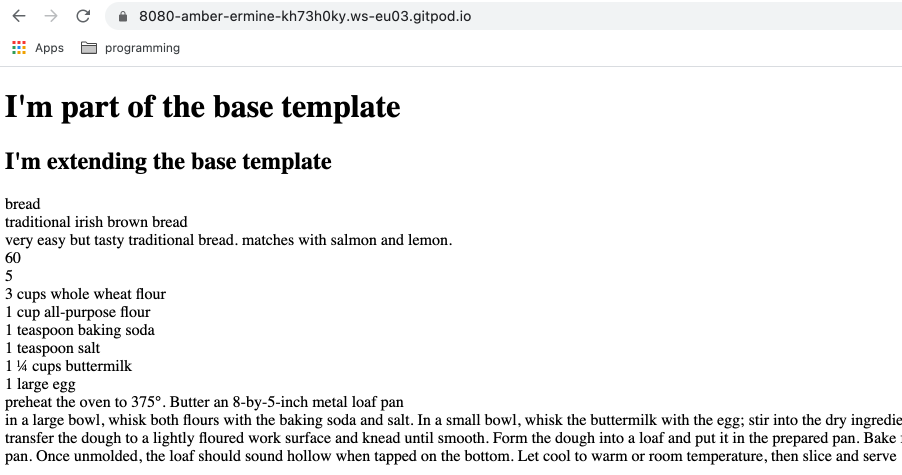 8080-amber-ermine-kh73h0ky.ws-eu03.gitpod.io
Apps programming
I'm part of the base template
I'm extending the base template
bread
traditional irish brown bread
very easy but tasty traditional bread. matches with salmon and lemon.
60
5
3 cups whole wheat flour
1 cup all-purpose flour
1 teaspoon baking soda
1 teaspoon salt
1 ¼ cups buttermilk
1 large egg
preheat the oven to 375°. Butter an 8-by-5-inch metal loaf pan
in a large bowl, whisk both flours with the baking soda and salt. In a small bowl, whisk the buttermilk with the egg; stir into the dry ingredie
transfer the dough to a lightly floured work surface and knead until smooth. Form the dough into a loaf and put it in the prepared pan. Bake
pan. Once unmolded, the loaf should sound hollow when tapped on the bottom. Let cool to warm or room temperature, then slice and serve